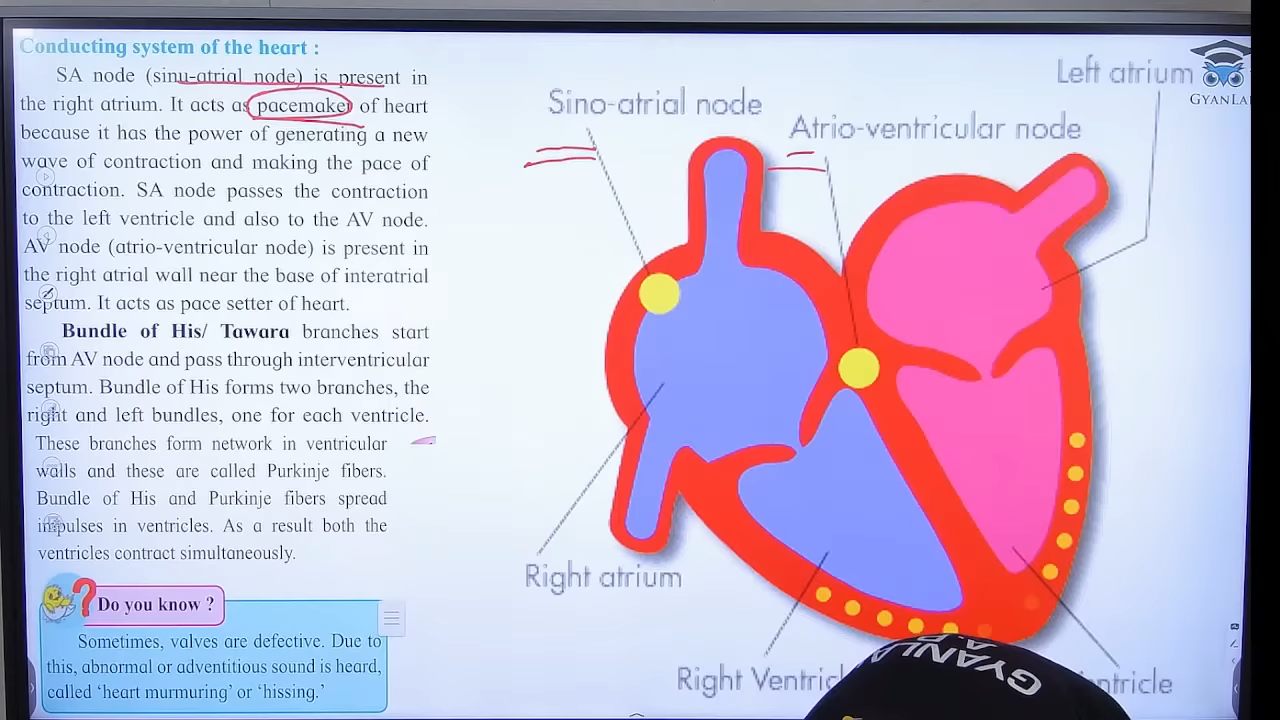 Conducting system of the heart :
SA node (sinu-atrial node) is present in
the right atrium. It acts as pacemaker of heart
because it has the power of generating a new
wave of contraction and making the pace of
contraction. SA node passes the contraction
to the left ventricle and also to the AV node.
AV node (atrio-ventricular node) is present in
the right atrial wall near the base of interatrial
septum. It acts as pace setter of heart.
Bundle of His/ Tawara branches start
from AV node and pass through interventricular
septum. Bundle of His forms two branches, the
right and left bundles, one for each ventricle.
These branches form network in ventricular
walls and these are called Purkinje fibers.
Bundle of His and Purkinje fibers spread
impulses in ventricles. As a result both the
ventricles contract simultaneously.
Do you know ?
Sometimes, valves are defective. Due to
this, abnormal or adventitious sound is heard,
called ‘heart murmuring’ or ‘hissing.’
Left atrium
GYANLA
Sino-atrial node
Atrio-ventricular node
Right atrium
Right Ventric
ntricle
GYANLA